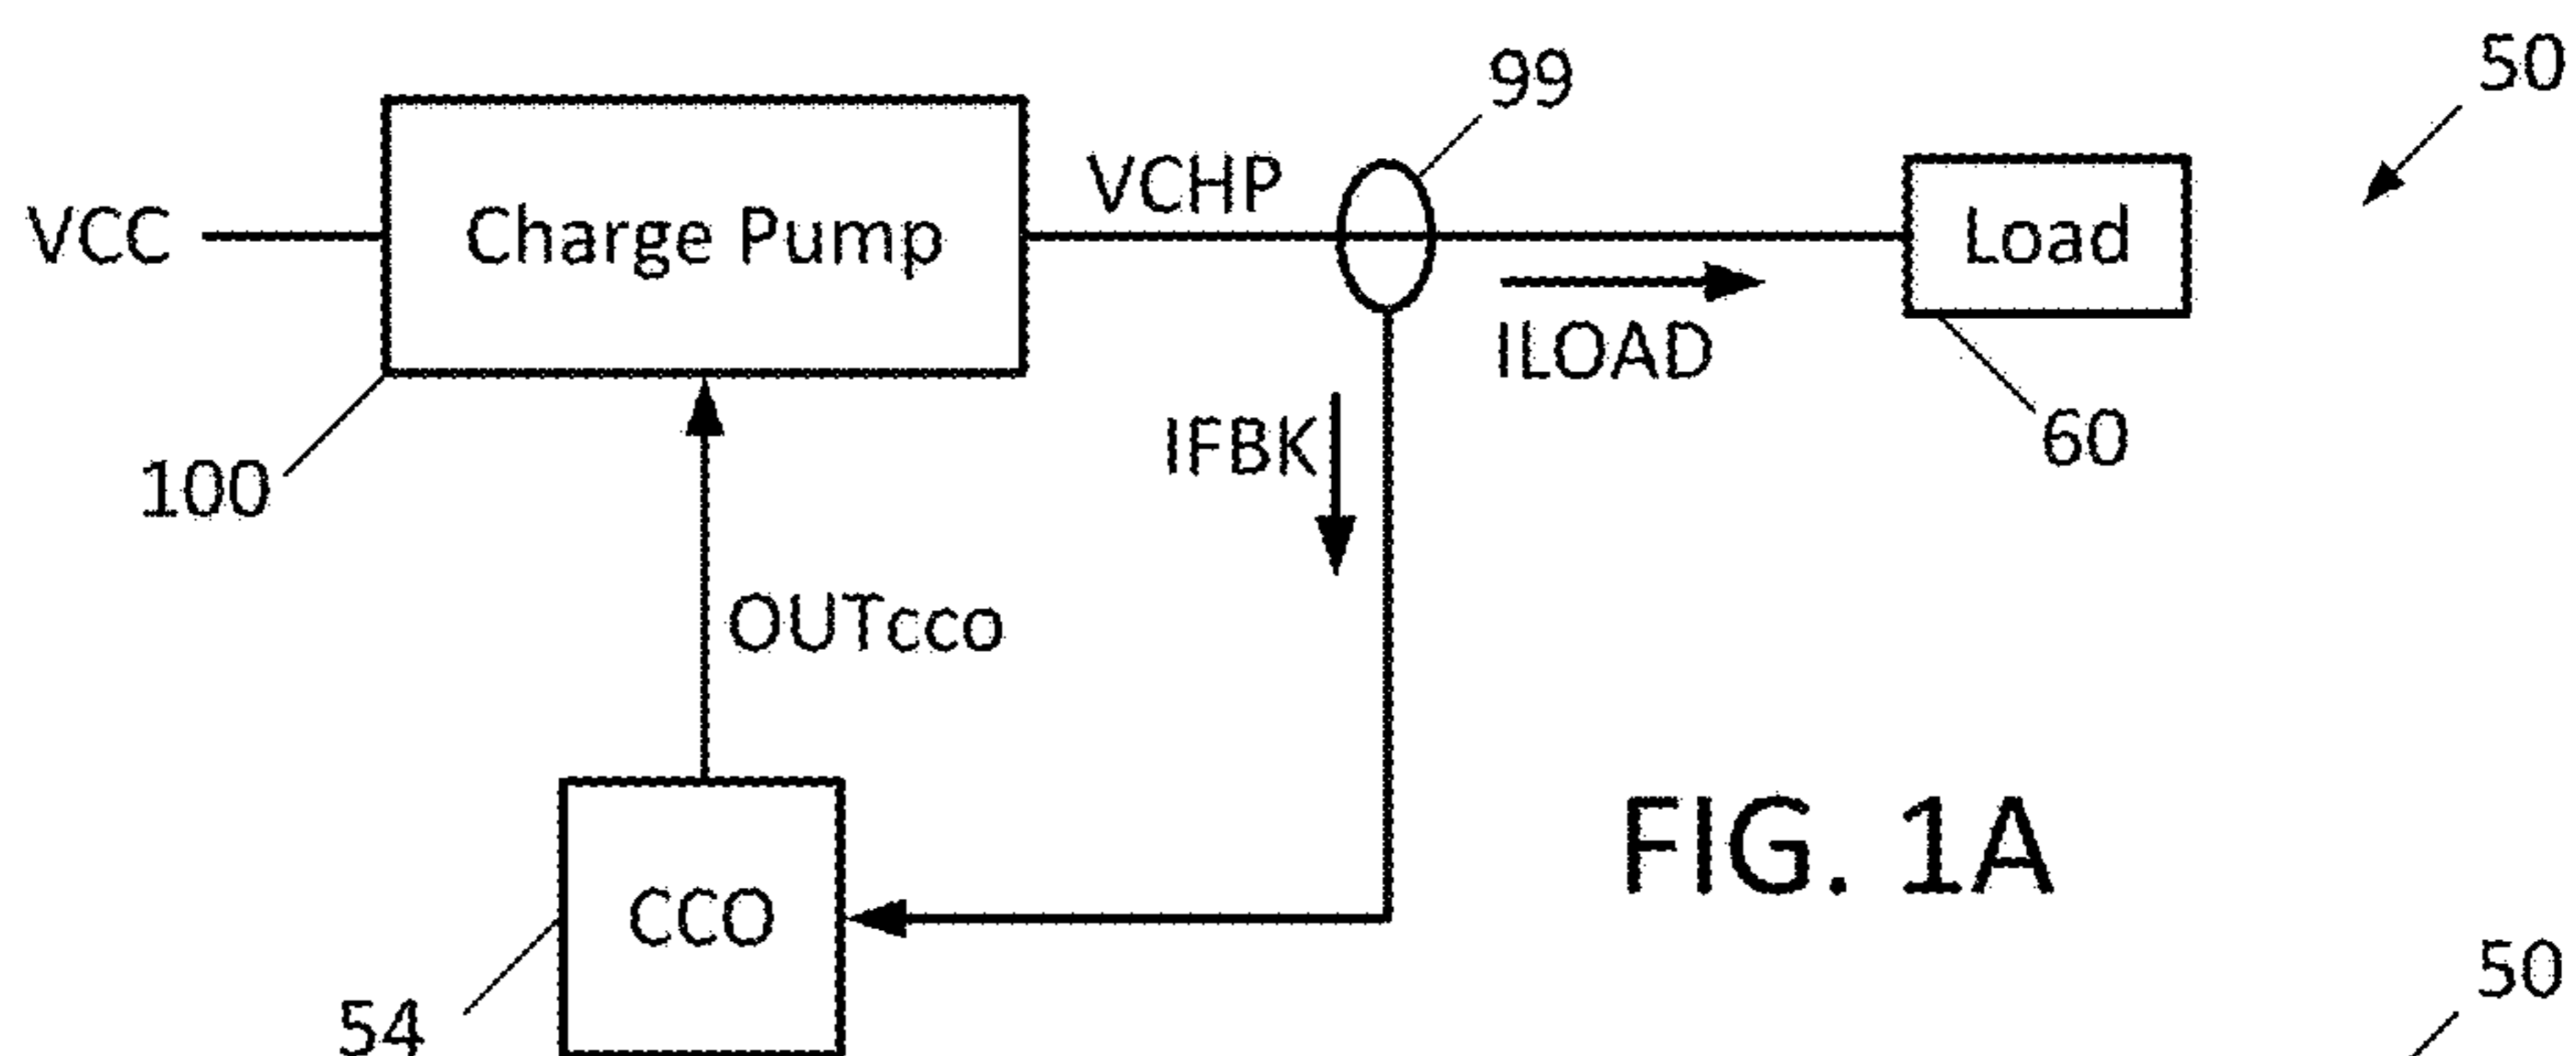 50
99
VCHP
VCC
Charge Pump
Load
ILOAD
IFBK
60
100
OUTcco
FIG. 1A
CCO
50
54